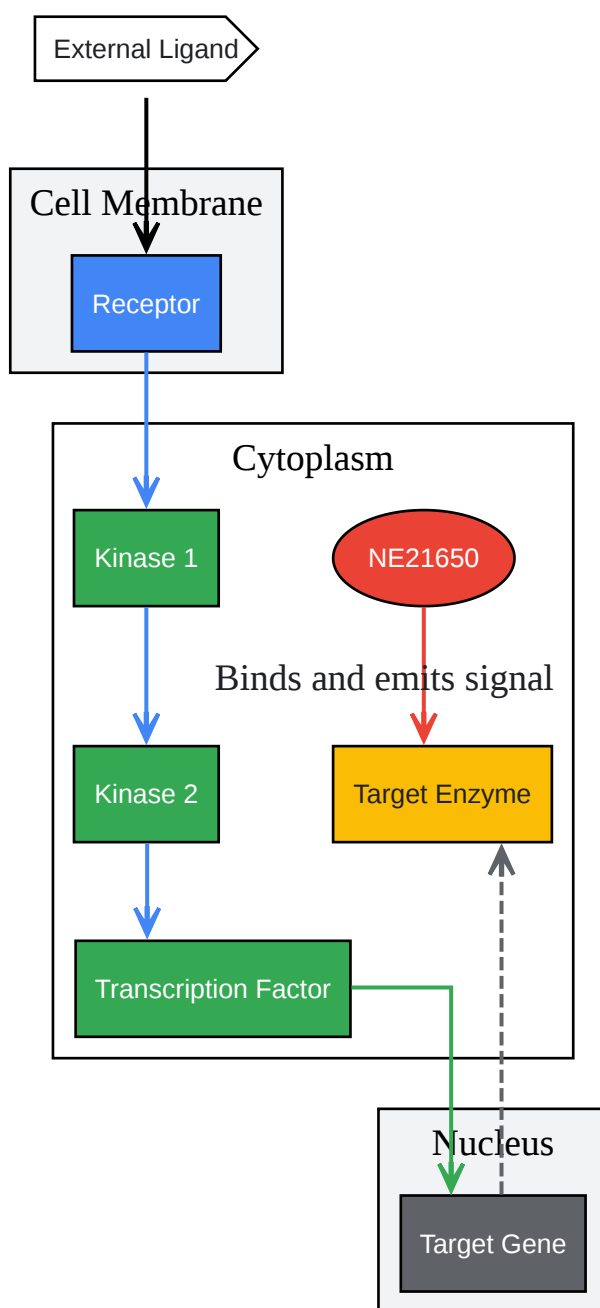 External Ligand
Cell Membrane
Receptor
Cytoplasm
Kinase 1
NE21650
Binds and emits signal
Kinase 2
Target Enzyme
Transcription Factor
Nucleus
Target Gene